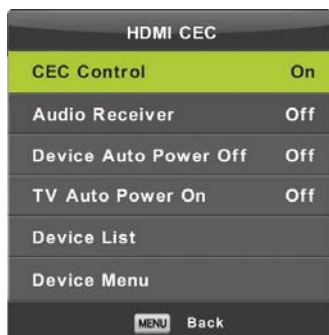 HDMI CEC
CEC Control On
Audio Receiver Off
Device Auto Power Off Off
TV Auto Power On Off
Device List
Device Menu
MENU Back